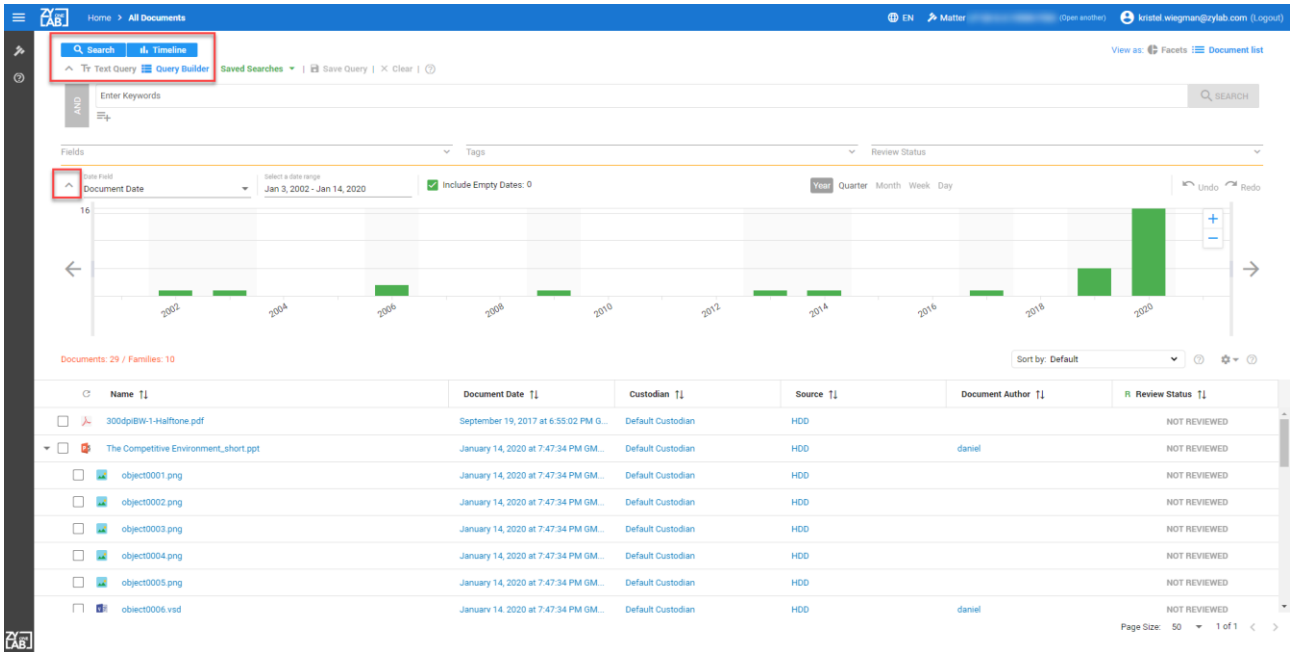 ZYLAB ONE Home > All Documents EN Matter (Open another) kristel.wiegman@zylab.com (Logout)
Search Timeline View as: Facets Document list
Text Query Query Builder Saved Searches | Save Query | Clear |
AND Enter Keywords SEARCH
Fields Tags Review Status
Date Field Select a date range
Document Date Jan 3, 2002 - Jan 14, 2020 Include Empty Dates: 0 Year Quarter Month Week Day Undo Redo
16
+
−
2002 2004 2006 2008 2010 2012 2014 2016 2018 2020
Documents: 29 / Families: 10 Sort by: Default
Name Document Date Custodian Source Document Author R Review Status
300dpiBW-1-Halftone.pdf September 19, 2017 at 6:55:02 PM G... Default Custodian HDD NOT REVIEWED
The Competitive Environment_short.ppt January 14, 2020 at 7:47:34 PM GM... Default Custodian HDD daniel NOT REVIEWED
object0001.png January 14, 2020 at 7:47:34 PM GM... Default Custodian HDD NOT REVIEWED
object0002.png January 14, 2020 at 7:47:34 PM GM... Default Custodian HDD NOT REVIEWED
object0003.png January 14, 2020 at 7:47:34 PM GM... Default Custodian HDD NOT REVIEWED
object0004.png January 14, 2020 at 7:47:34 PM GM... Default Custodian HDD NOT REVIEWED
object0005.png January 14, 2020 at 7:47:34 PM GM... Default Custodian HDD NOT REVIEWED
object0006.vsd January 14, 2020 at 7:47:34 PM GM... Default Custodian HDD daniel NOT REVIEWED
Page Size: 50 1 of 1 < >
ZYLAB ONE